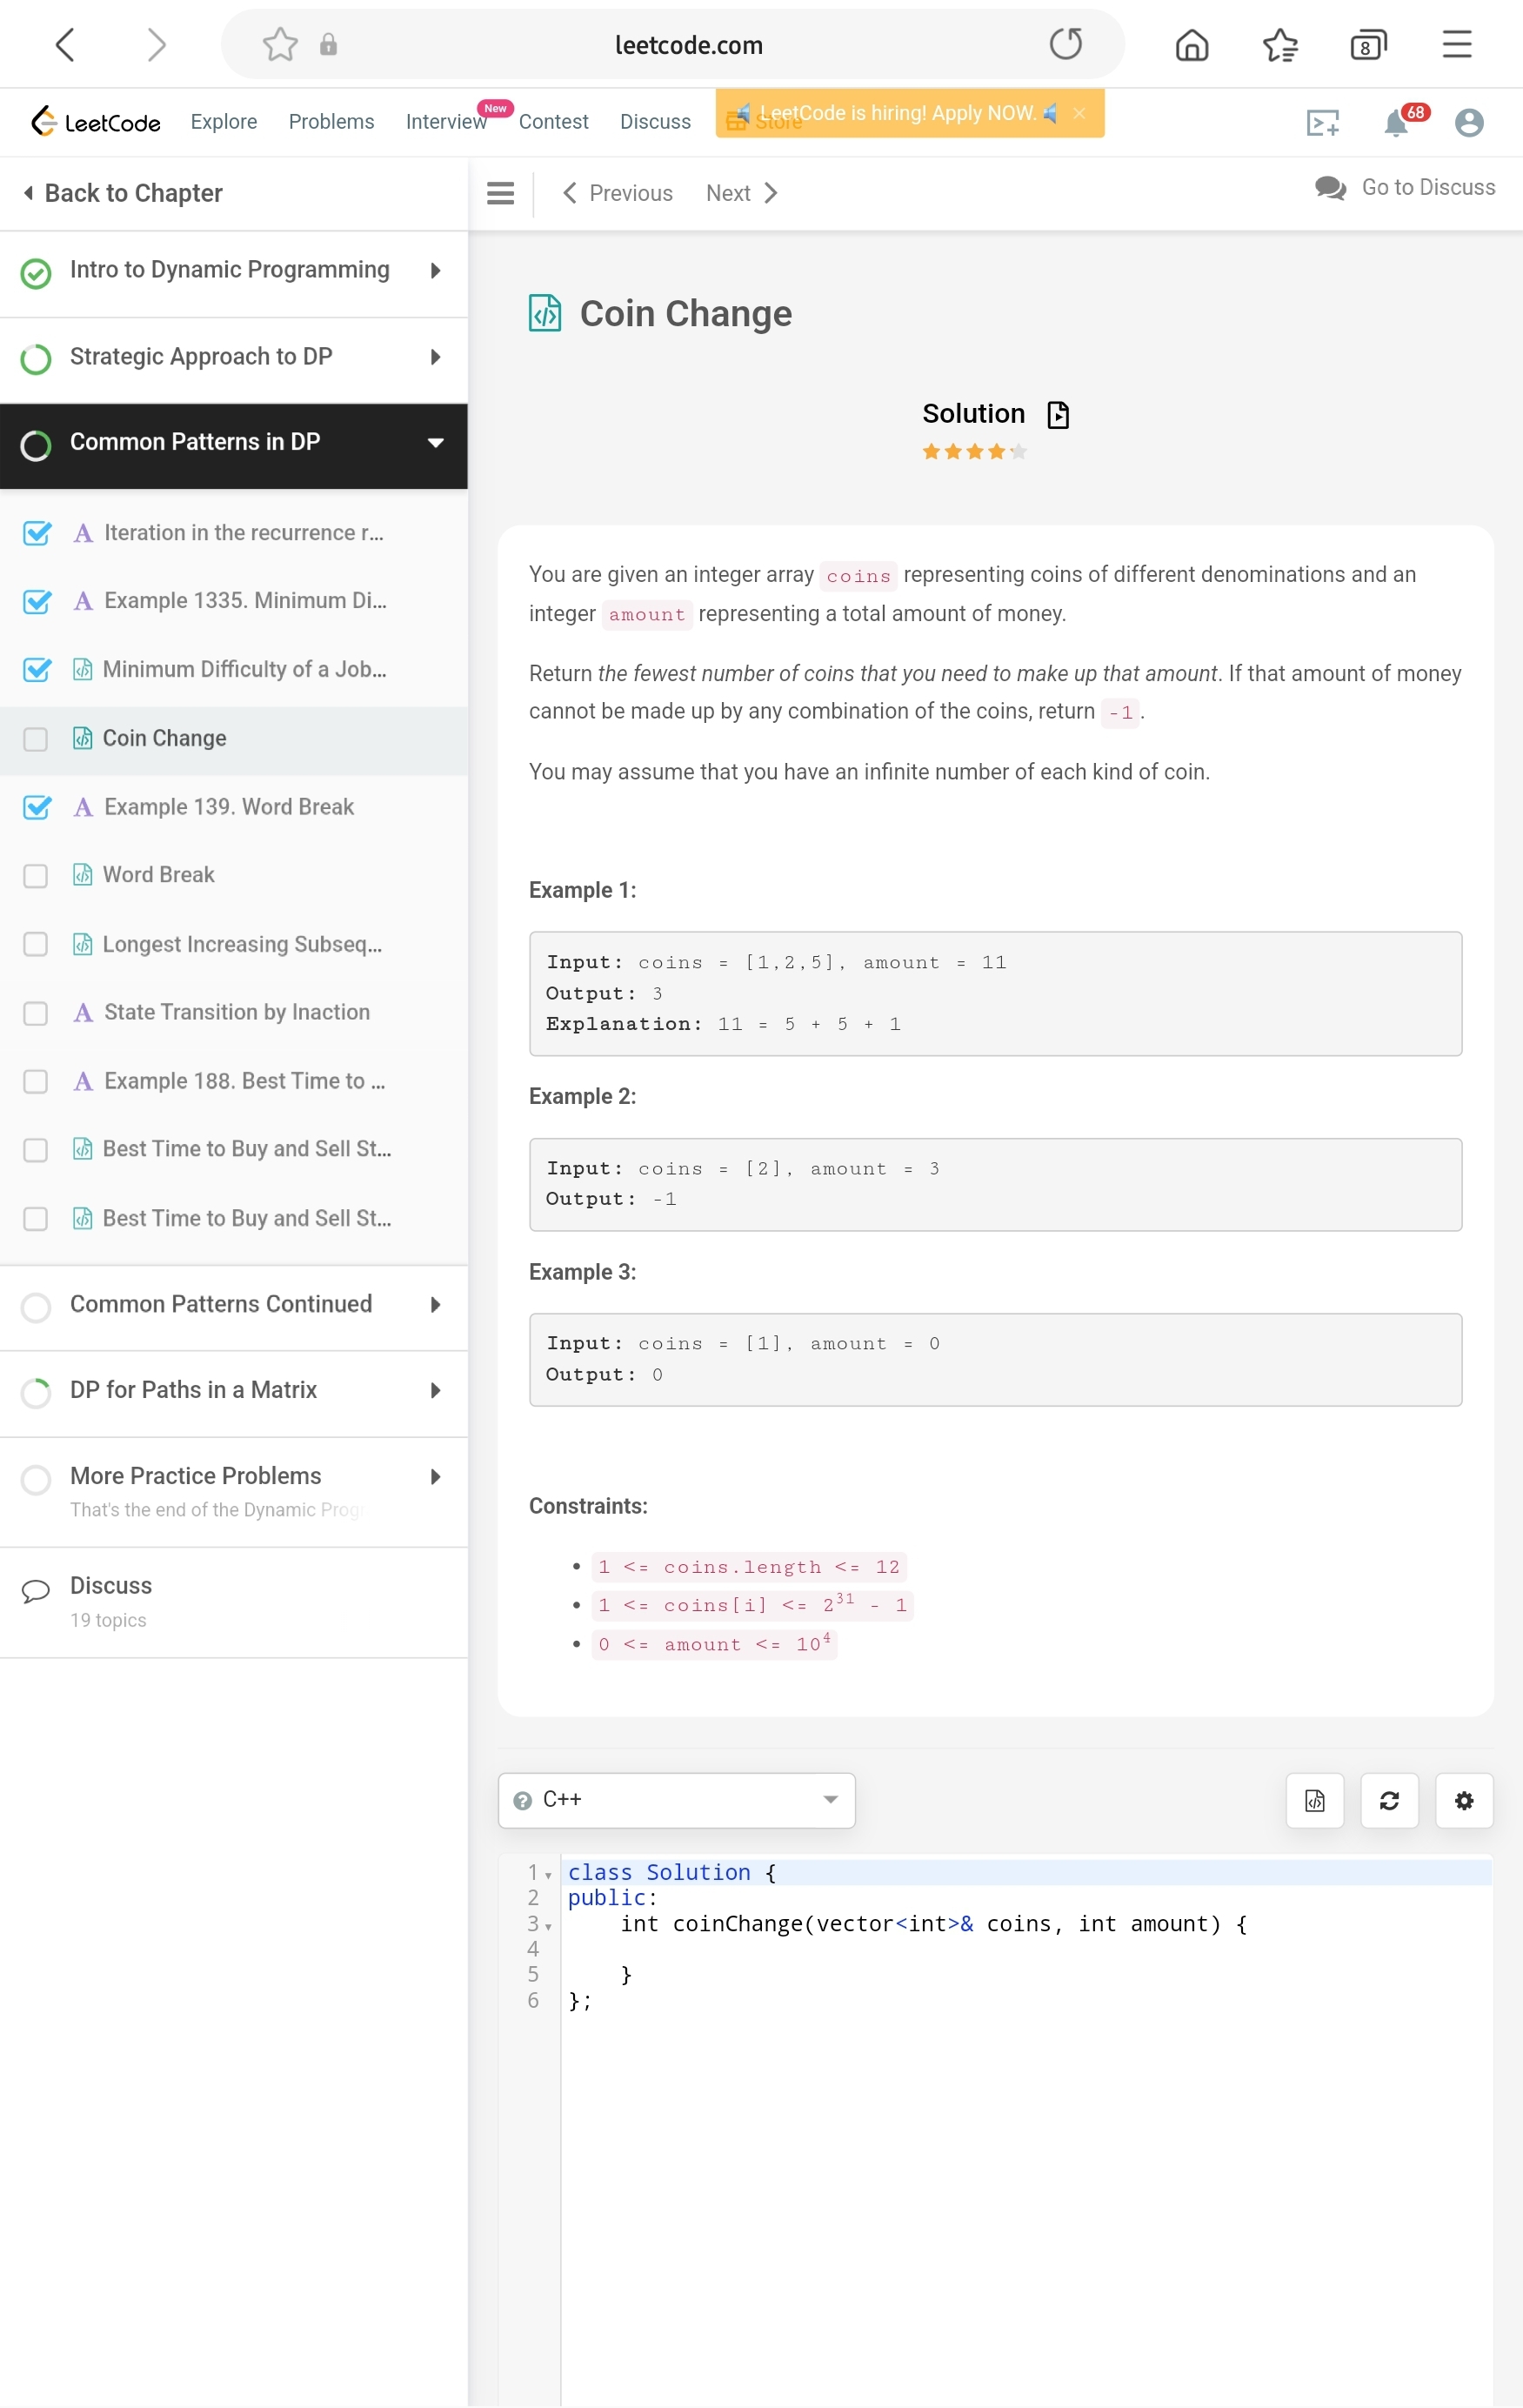 leetcode.com
8
LeetCode
Explore
Problems
Interview
New
Contest
Discuss
Store
LeetCode is hiring! Apply NOW.
68
Back to Chapter
Previous
Next
Go to Discuss
Intro to Dynamic Programming
Strategic Approach to DP
Common Patterns in DP
A Iteration in the recurrence r...
A Example 1335. Minimum Di...
Minimum Difficulty of a Job...
Coin Change
A Example 139. Word Break
Word Break
Longest Increasing Subseq...
A State Transition by Inaction
A Example 188. Best Time to ...
Best Time to Buy and Sell St...
Best Time to Buy and Sell St...
Common Patterns Continued
DP for Paths in a Matrix
More Practice Problems
That's the end of the Dynamic Progr
Discuss
19 topics
Coin Change
Solution
You are given an integer array coins representing coins of different denominations and an
integer amount representing a total amount of money.
Return the fewest number of coins that you need to make up that amount. If that amount of money
cannot be made up by any combination of the coins, return -1.
You may assume that you have an infinite number of each kind of coin.
Example 1:
Input: coins = [1,2,5], amount = 11
Output: 3
Explanation: 11 = 5 + 5 + 1
Example 2:
Input: coins = [2], amount = 3
Output: -1
Example 3:
Input: coins = [1], amount = 0
Output: 0
Constraints:
• 1 <= coins.length <= 12
• 1 <= coins[i] <= 2³¹ - 1
• 0 <= amount <= 10⁴
C++
1 class Solution {
2 public:
3     int coinChange(vector<int>& coins, int amount) {
4
5     }
6 };